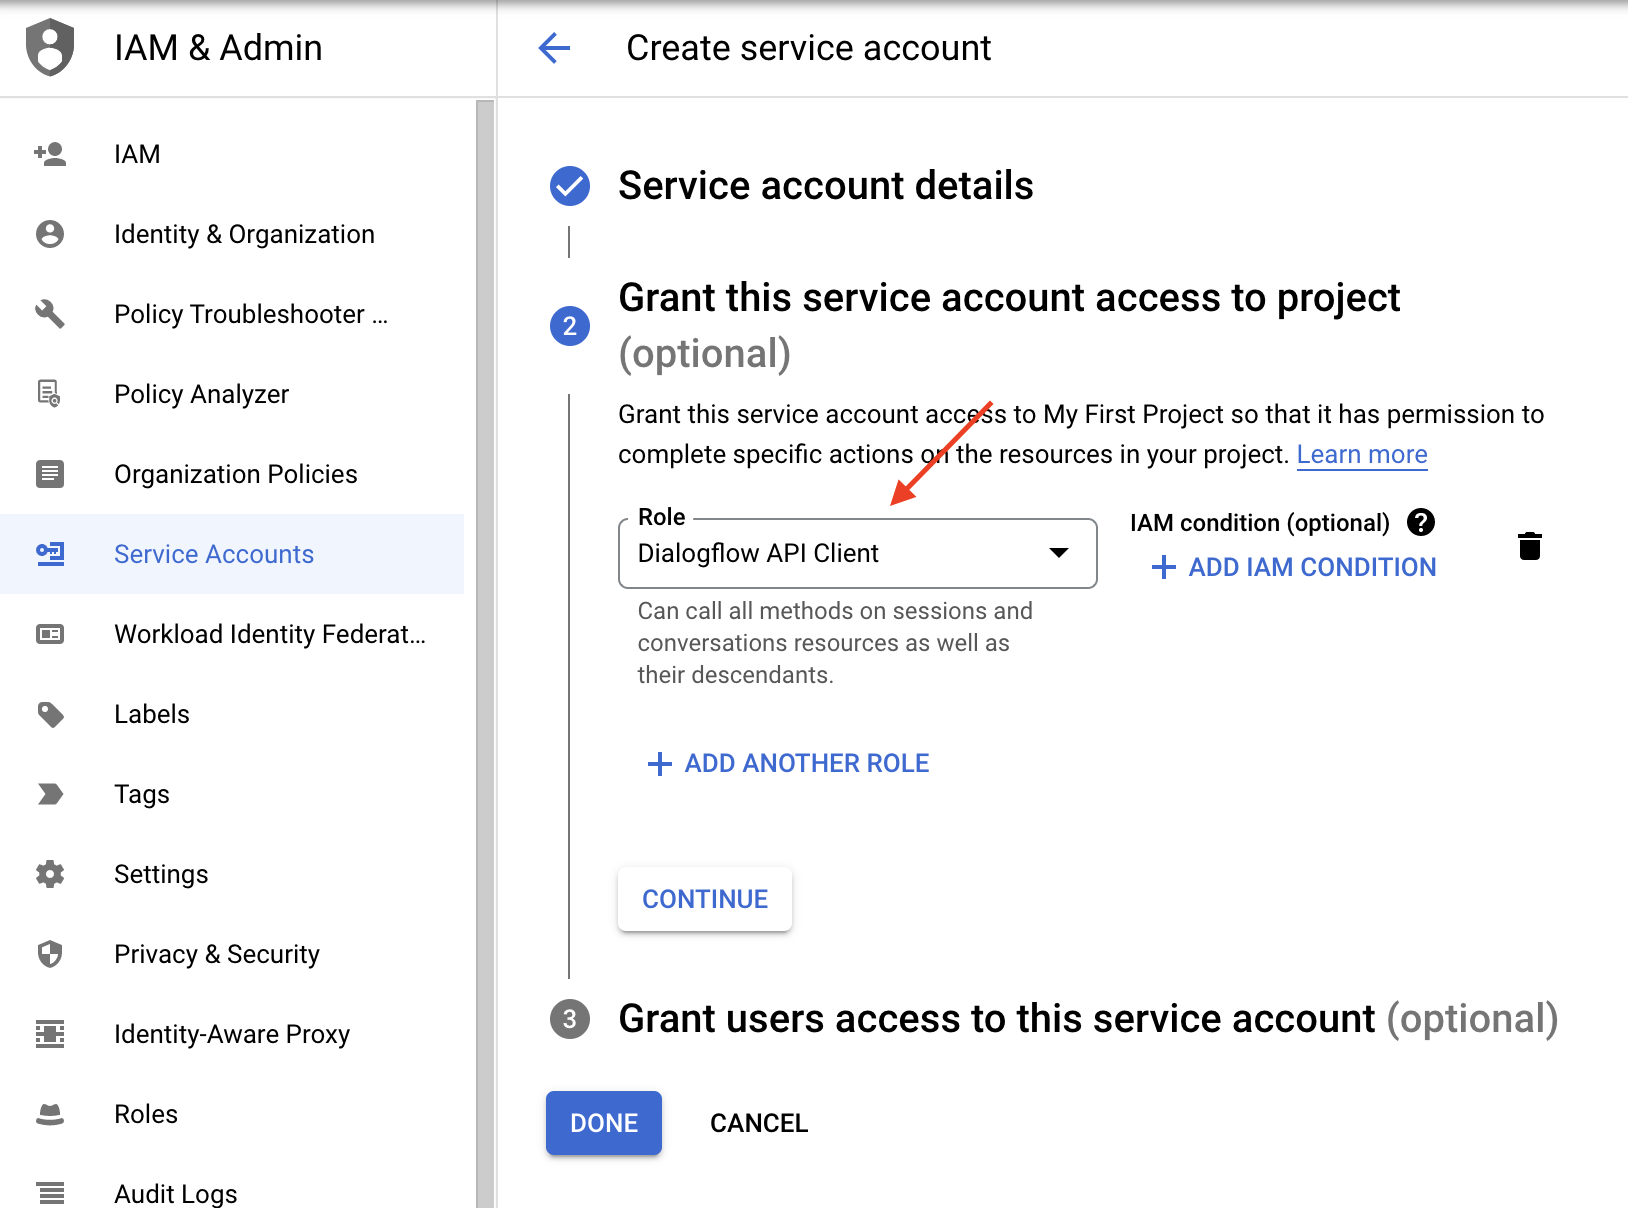 IAM & Admin
Create service account
IAM
Identity & Organization
Policy Troubleshooter ...
Policy Analyzer
Organization Policies
Service Accounts
Workload Identity Federat...
Labels
Tags
Settings
Privacy & Security
Identity-Aware Proxy
Roles
Audit Logs
Service account details
2
Grant this service account access to project
(optional)
Grant this service account access to My First Project so that it has permission to
complete specific actions on the resources in your project. Learn more
Role
Dialogflow API Client
IAM condition (optional) ?
+ ADD IAM CONDITION
Can call all methods on sessions and
conversations resources as well as
their descendants.
+ ADD ANOTHER ROLE
CONTINUE
3
Grant users access to this service account (optional)
DONE
CANCEL